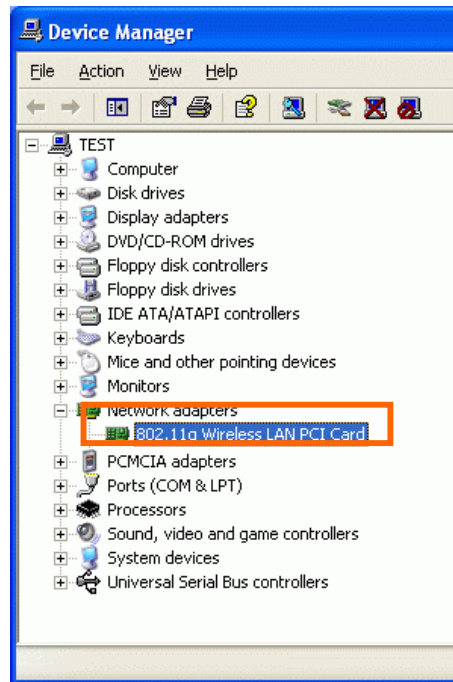 Device Manager
File Action View Help
TEST
Computer
Disk drives
Display adapters
DVD/CD-ROM drives
Floppy disk controllers
Floppy disk drives
IDE ATA/ATAPI controllers
Keyboards
Mice and other pointing devices
Monitors
Network adapters
802.11g Wireless LAN PCI Card
PCMCIA adapters
Ports (COM & LPT)
Processors
Sound, video and game controllers
System devices
Universal Serial Bus controllers